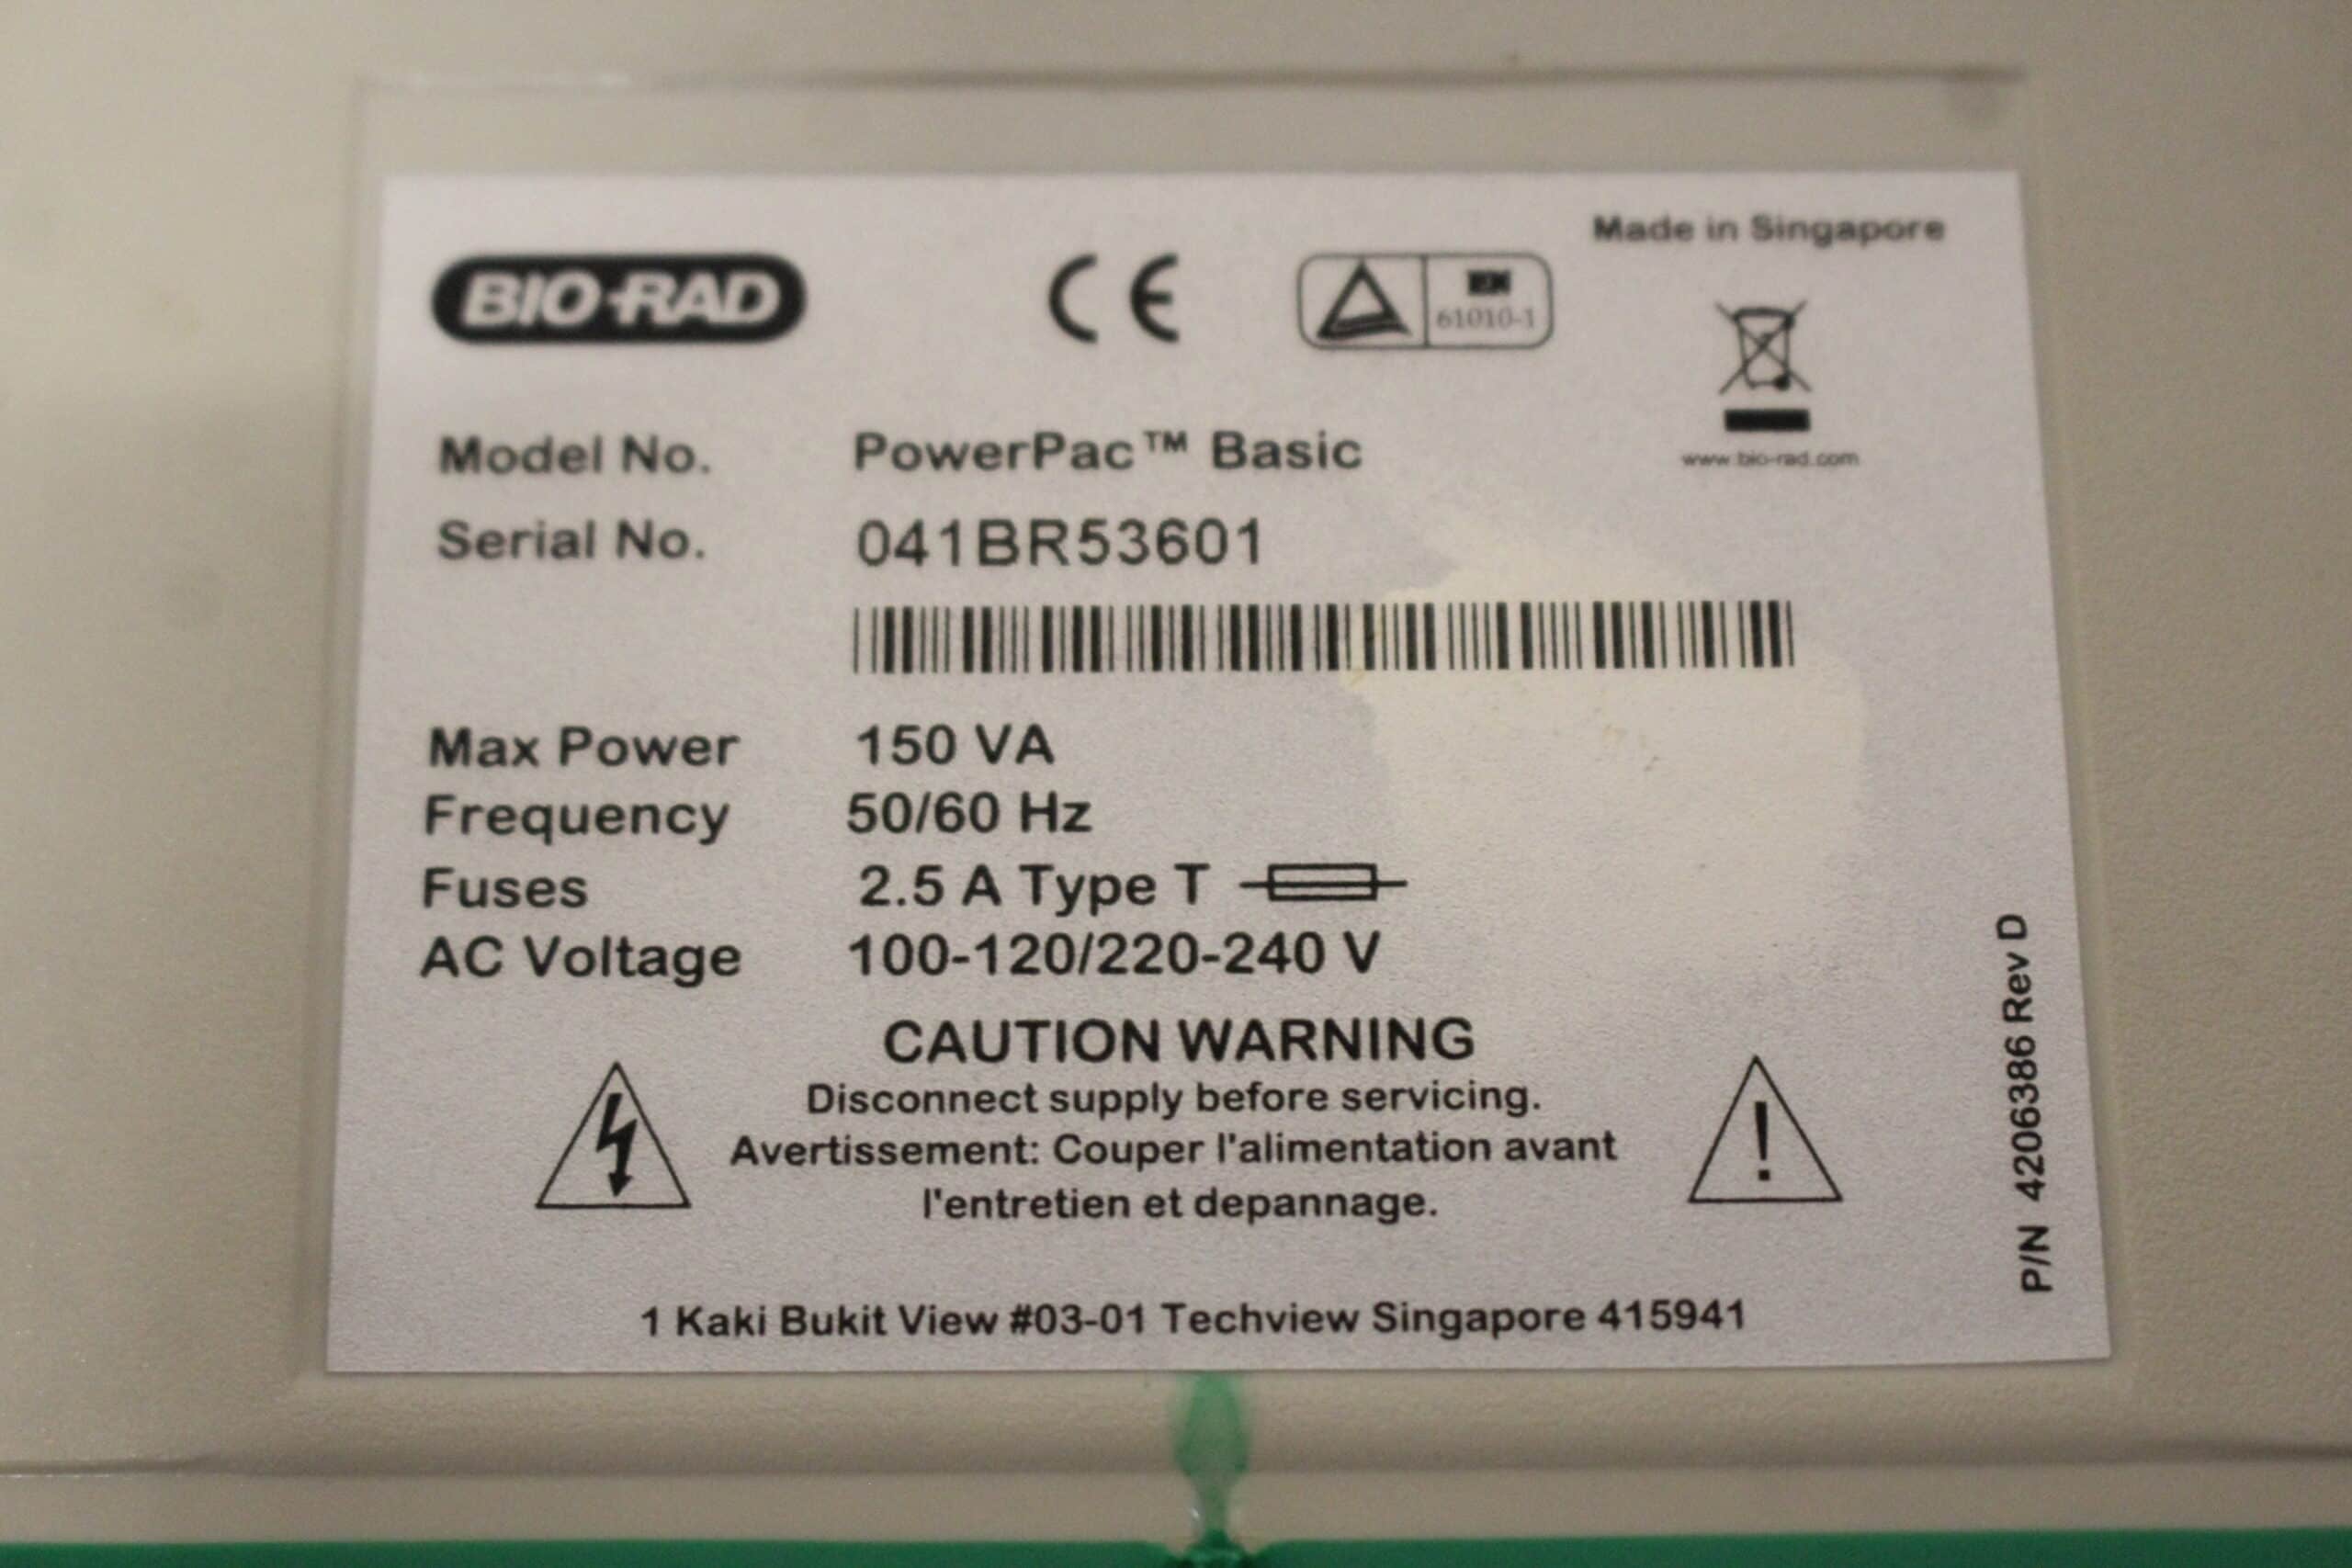 Made in Singapore
BIO-RAD
CE
EN
61010-1
www.bio-rad.com
Model No. PowerPac™ Basic
Serial No. 041BR53601
Max Power 150 VA
Frequency 50/60 Hz
Fuses 2.5 A Type T
AC Voltage 100-120/220-240 V
CAUTION WARNING
Disconnect supply before servicing.
Avertissement: Couper l'alimentation avant
l'entretien et depannage.
!
1 Kaki Bukit View #03-01 Techview Singapore 415941
P/N 4206386 Rev D